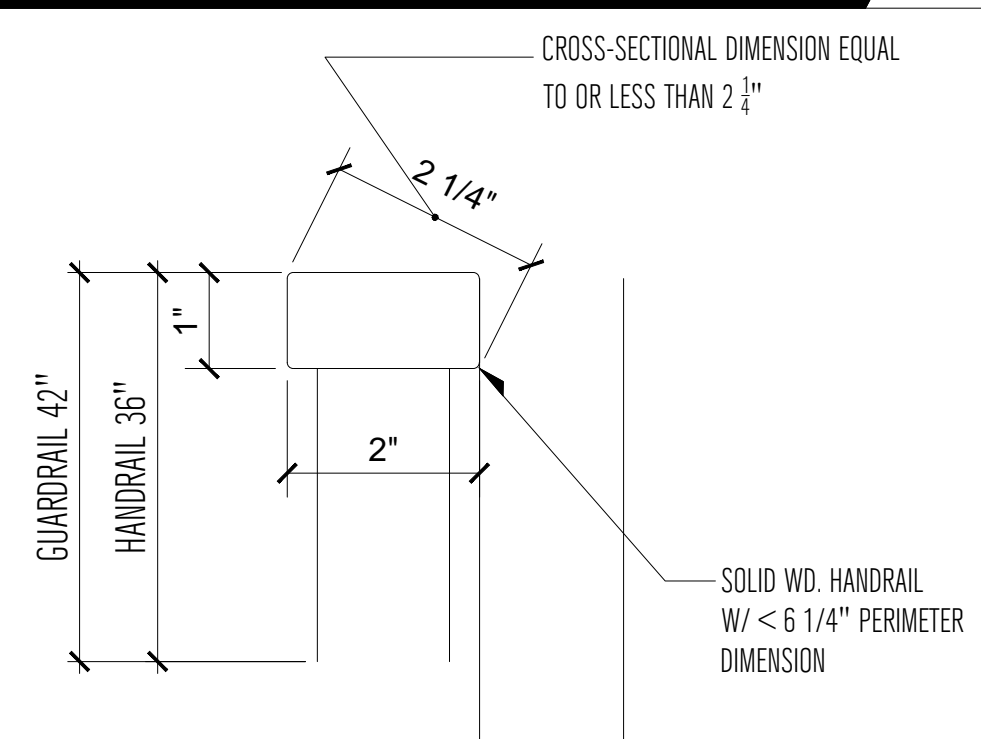 CROSS-SECTIONAL DIMENSION EQUAL
TO OR LESS THAN 2 1/4"
2 1/4"
1"
2"
GUARDRAIL 42"
HANDRAIL 36"
SOLID WD. HANDRAIL
W/ < 6 1/4" PERIMETER
DIMENSION